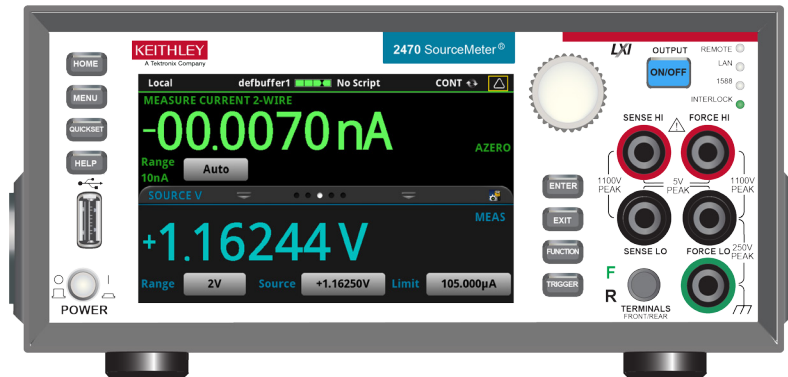 KEITHLEY
A Tektronix Company
2470 SourceMeter®
LXI
OUTPUT
ON/OFF
REMOTE
LAN
1588
INTERLOCK
HOME
MENU
QUICKSET
HELP
POWER
Local defbuffer1 No Script CONT
MEASURE CURRENT 2-WIRE
-00.0070 nA
AZERO
Range
10nA
Auto
SOURCE V
MEAS
+1.16244 V
Range 2V Source +1.16250V Limit 105.000µA
ENTER
EXIT
FUNCTION
TRIGGER
SENSE HI
FORCE HI
1100V
PEAK
5V
PEAK
1100V
PEAK
SENSE LO
FORCE LO
250V
PEAK
F
R
TERMINALS
FRONT/REAR